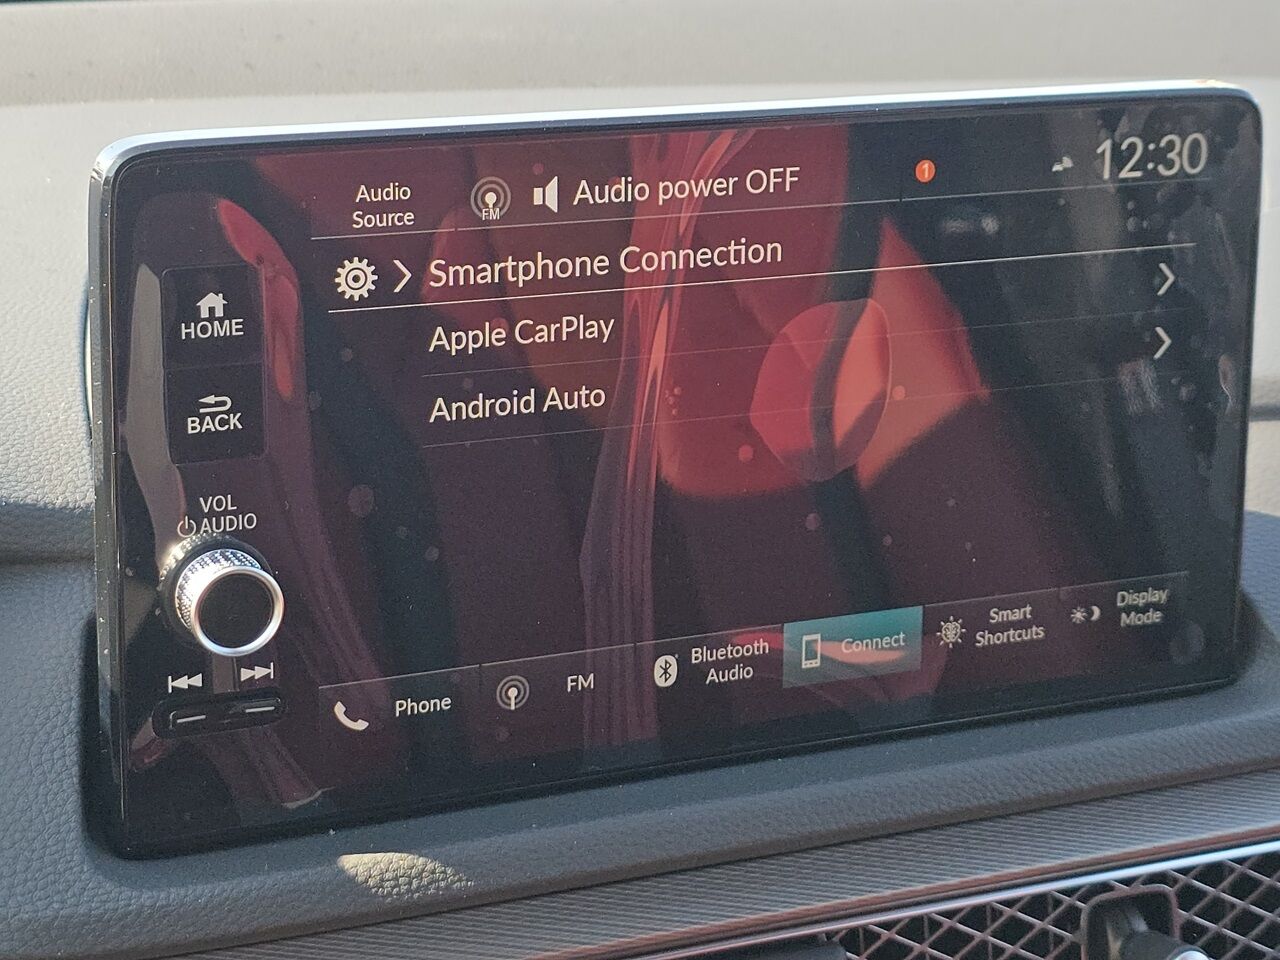 Audio
Source
FM
Audio power OFF
1
12:30
Smartphone Connection
Apple CarPlay
Android Auto
HOME
BACK
VOL
AUDIO
Phone
FM
Bluetooth
Audio
Connect
Smart
Shortcuts
Display
Mode